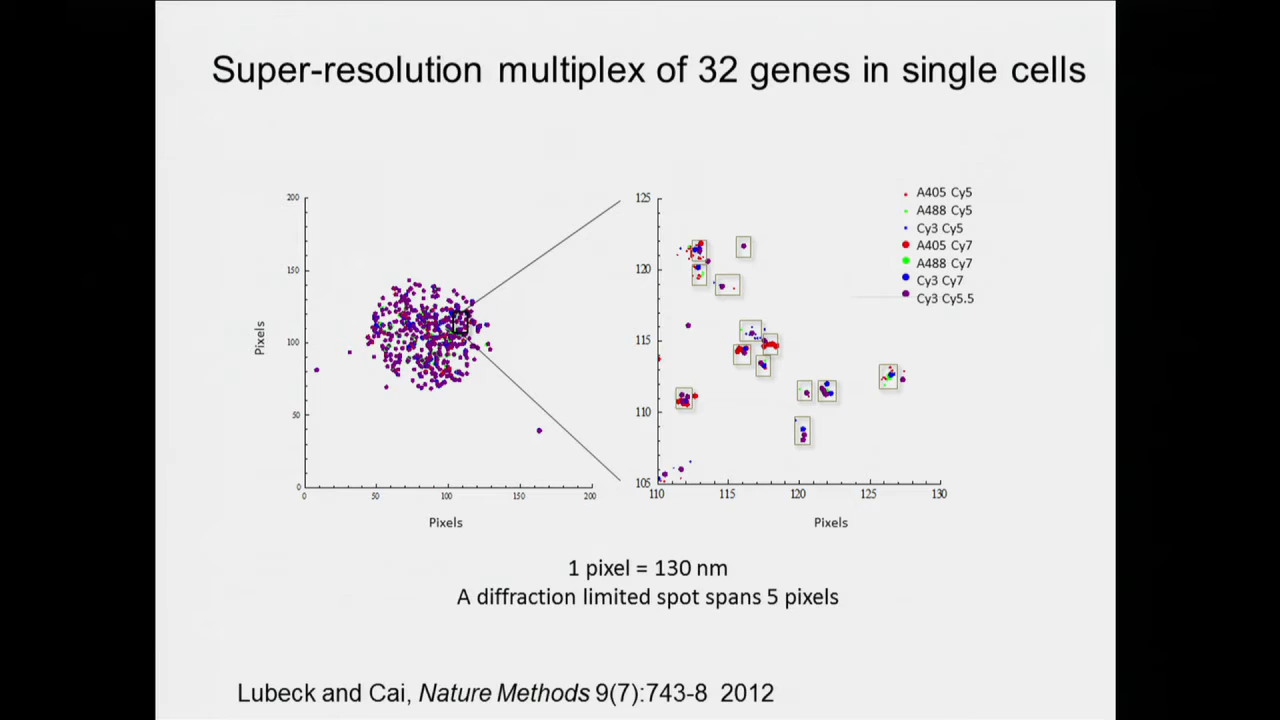 Super-resolution multiplex of 32 genes in single cells
200
150
100
50
0
0 50 100 150 200
Pixels
Pixels
125
120
115
110
105
110 115 120 125 130
Pixels
A405 Cy5
A488 Cy5
Cy3 Cy5
A405 Cy7
A488 Cy7
Cy3 Cy7
Cy3 Cy5.5
1 pixel = 130 nm
A diffraction limited spot spans 5 pixels
Lubeck and Cai, Nature Methods 9(7):743-8 2012